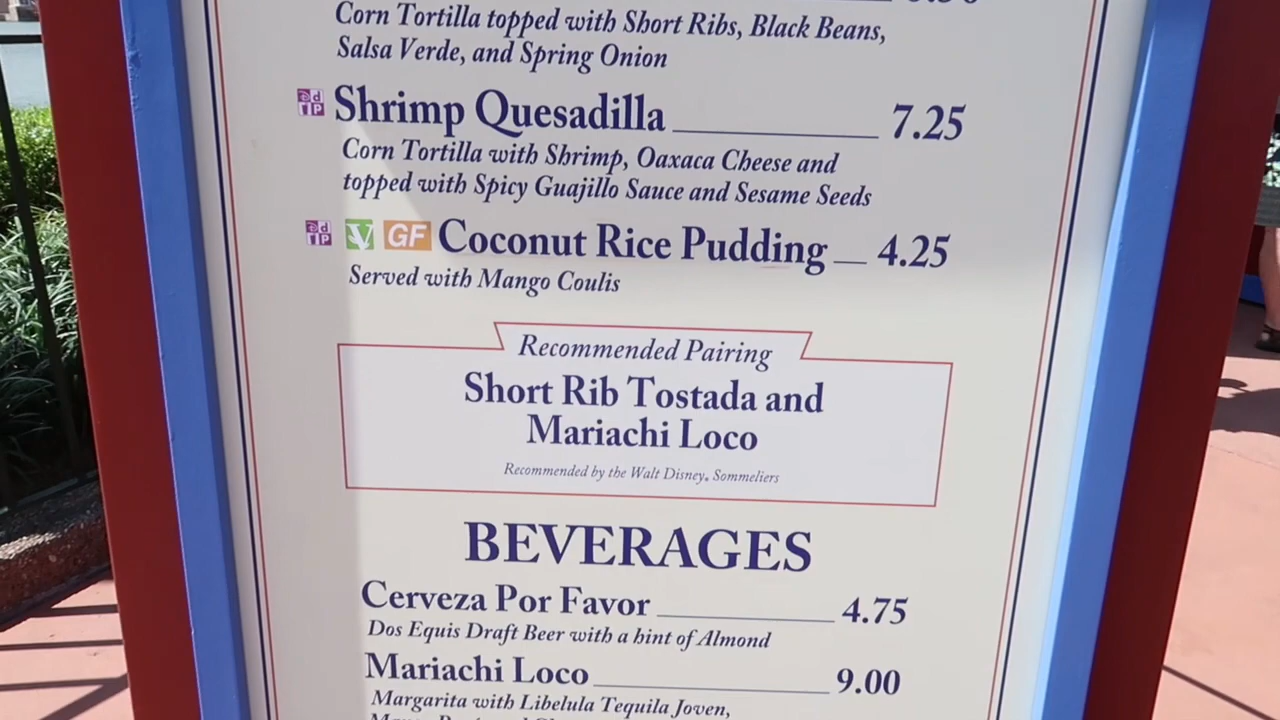 Corn Tortilla topped with Short Ribs, Black Beans,
Salsa Verde, and Spring Onion
Shrimp Quesadilla 7.25
Corn Tortilla with Shrimp, Oaxaca Cheese and
topped with Spicy Guajillo Sauce and Sesame Seeds
V GF Coconut Rice Pudding 4.25
Served with Mango Coulis
Recommended Pairing
Short Rib Tostada and
Mariachi Loco
Recommended by the Walt Disney® Sommeliers
BEVERAGES
Cerveza Por Favor 4.75
Dos Equis Draft Beer with a hint of Almond
Mariachi Loco 9.00
Margarita with Libelula Tequila Joven,